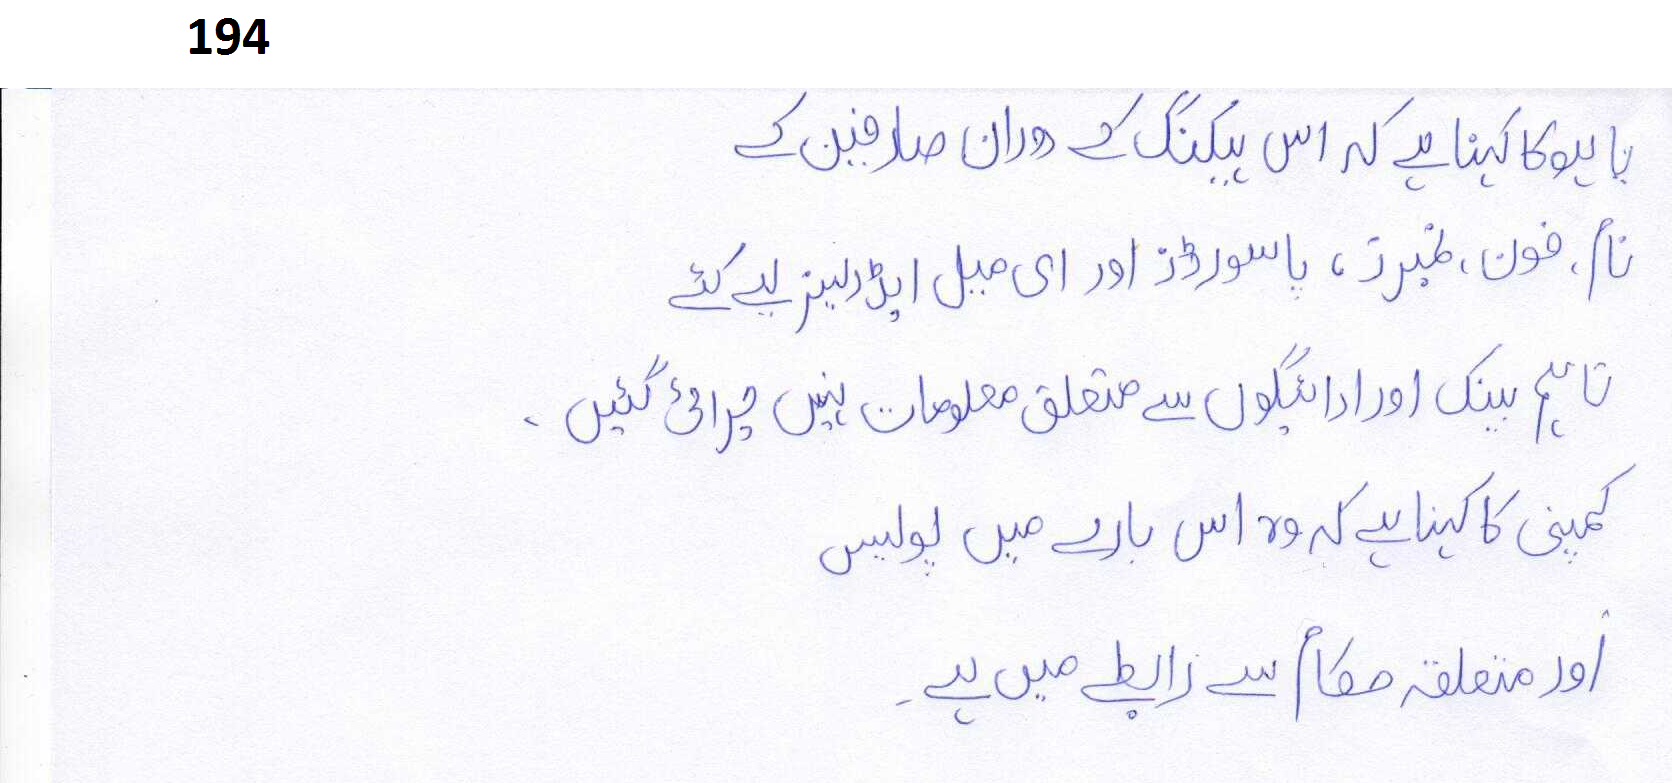 194
یاہو کا کہنا ہے کہ اس ہیکنگ کے دوران صارفین کے
نام، فون، نمبرز، پاسورڈز اور ای میل ایڈریسز لیے گئے
تاہم بینک اور ادائیگوں سے متعلق معلومات نہیں چرائی گئیں ۔
کمپنی کا کہنا ہے کہ وہ اس بارے میں پولیس
اور متعلقہ حکام سے رابطے میں ہے ۔